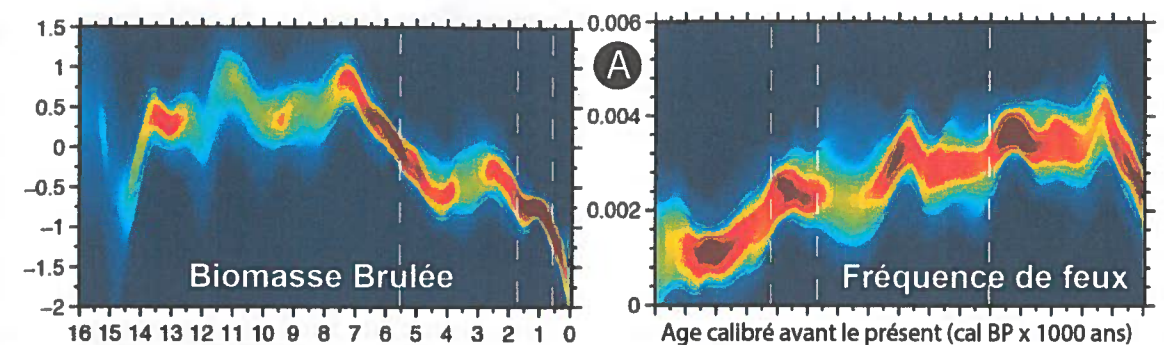 1.5
1
0.5
0
−0.5
−1
−1.5
−2
Biomasse Brulée
16 15 14 13 12 11 10 9 8 7 6 5 4 3 2 1 0
A
0.006
0.004
0.002
0
Fréquence de feux
Age calibré avant le présent (cal BP x 1000 ans)